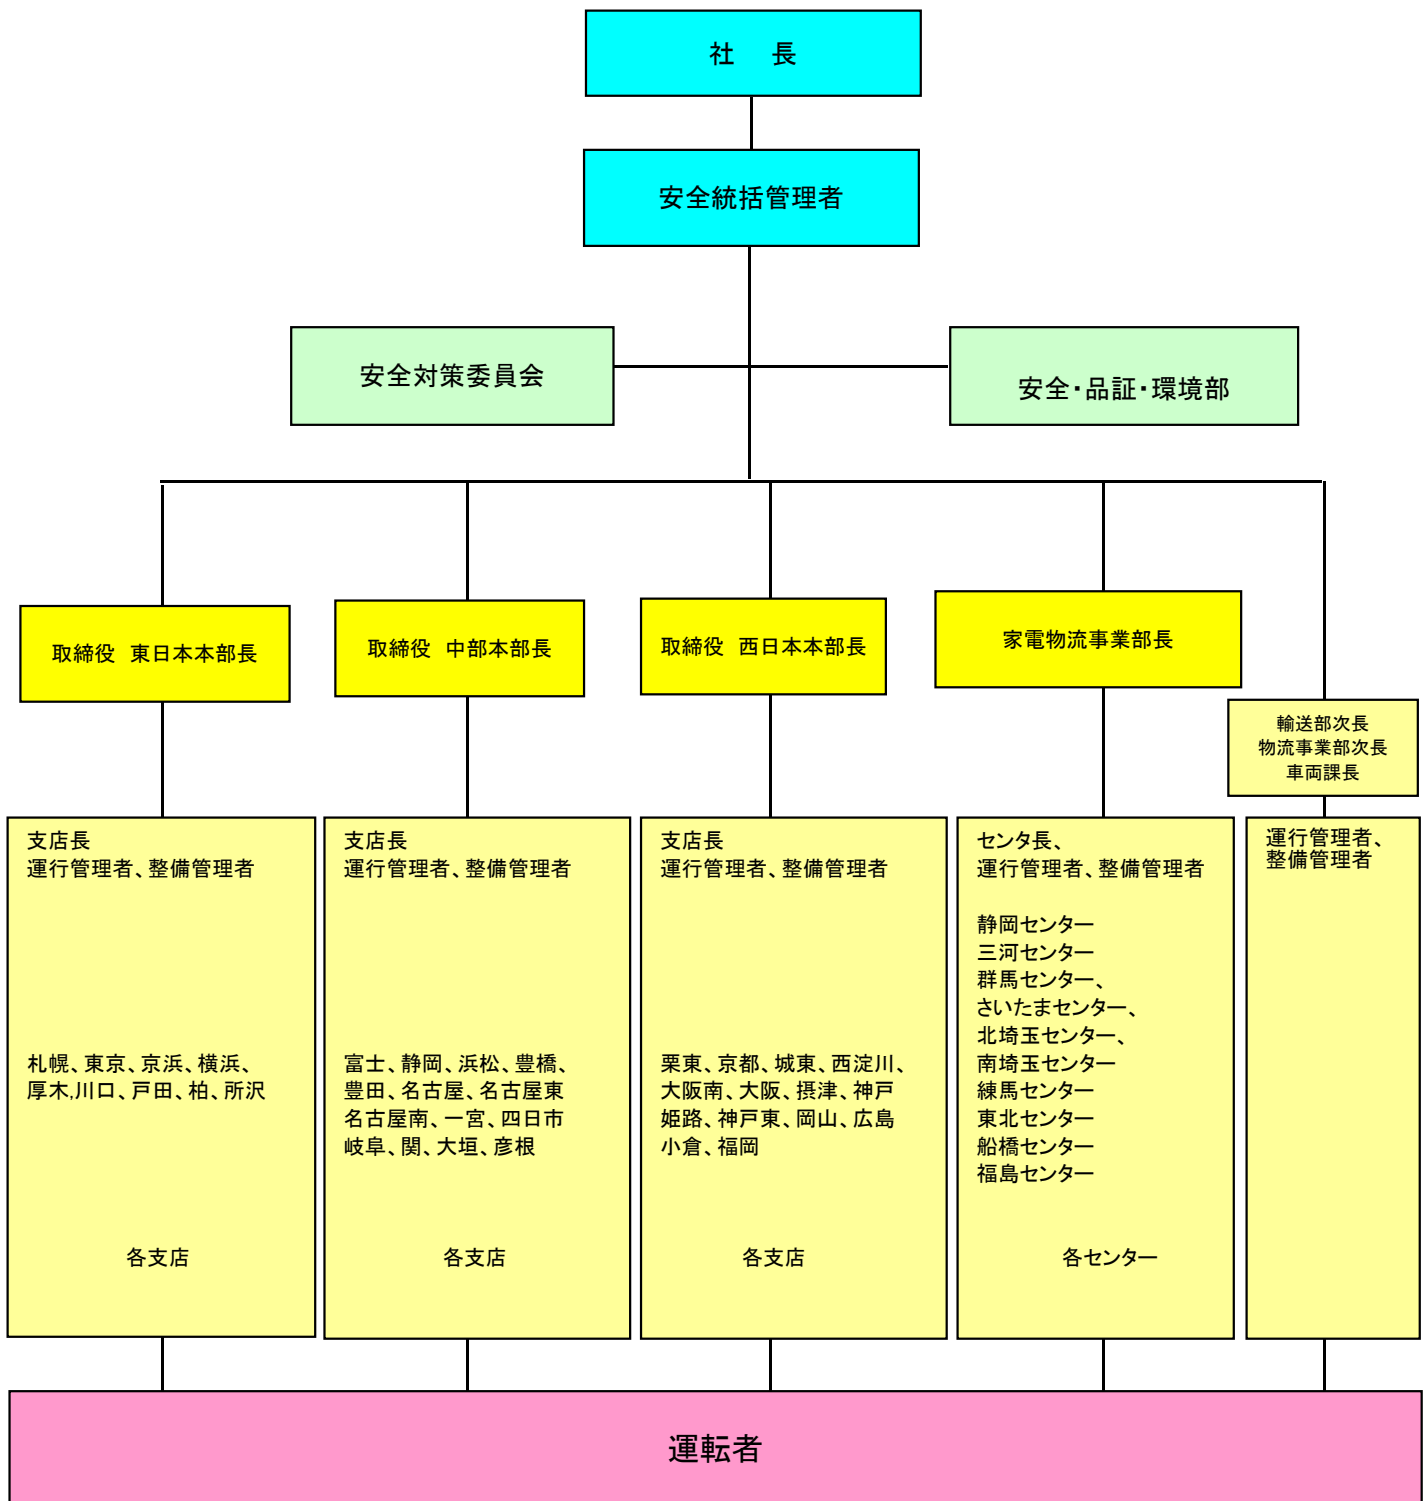 社　長
安全統括管理者
安全対策委員会
安全・品証・環境部
取締役　東日本本部長
取締役　中部本部長
取締役　西日本本部長
家電物流事業部長
輸送部次長
物流事業部次長
車両課長
支店長
運行管理者、整備管理者
札幌、東京、京浜、横浜、
厚木,川口、戸田、柏、所沢
各支店
支店長
運行管理者、整備管理者
富士、静岡、浜松、豊橋、
豊田、名古屋、名古屋東
名古屋南、一宮、四日市
岐阜、関、大垣、彦根
各支店
支店長
運行管理者、整備管理者
栗東、京都、城東、西淀川、
大阪南、大阪、摂津、神戸
姫路、神戸東、岡山、広島
小倉、福岡
各支店
センタ長、
運行管理者、整備管理者
静岡センター
三河センター
群馬センター、
さいたまセンター、
北埼玉センター、
南埼玉センター
練馬センター
東北センター
船橋センター
福島センター
各センター
運行管理者、
整備管理者
運転者